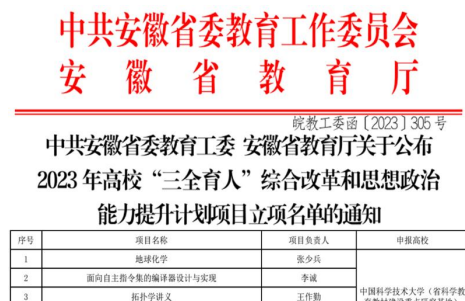 中共安徽省委教育工作委员会
安徽省教育厅
皖教工委函〔2023〕305号
中共安徽省委教育工委 安徽省教育厅关于公布
2023年高校“三全育人”综合改革和思想政治
能力提升计划项目立项名单的通知
序号 项目名称 项目负责人 申报高校
1 地球化学 张少兵
2 面向自主指令集的编译器设计与实现 李诚
中国科学技术大学（省科学教
3 拓扑学讲义 王作勤